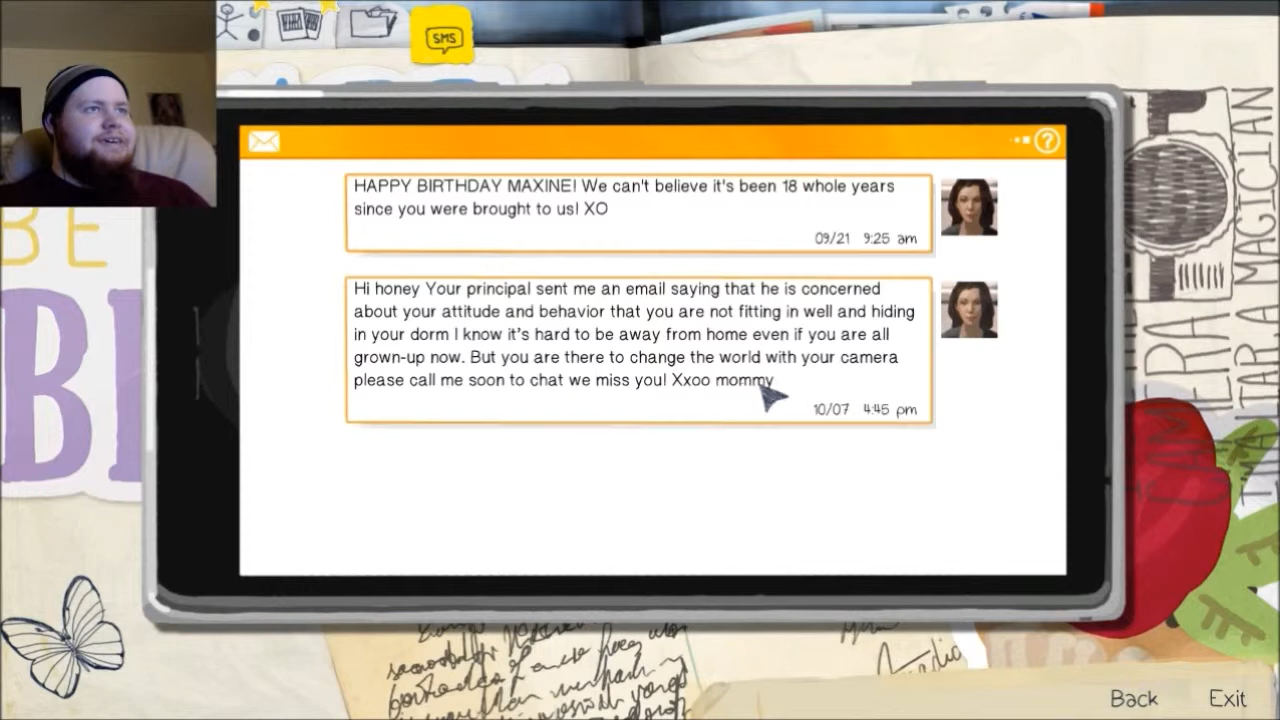 SMS
HAPPY BIRTHDAY MAXINE! We can't believe it's been 18 whole years
since you were brought to us! XO
09/21 9:25 am
Hi honey Your principal sent me an email saying that he is concerned
about your attitude and behavior that you are not fitting in well and hiding
in your dorm I know it's hard to be away from home even if you are all
grown-up now. But you are there to change the world with your camera
please call me soon to chat we miss you! Xxoo mommy
10/07 4:45 pm
?
BE
MAGICIAN
Back
Exit